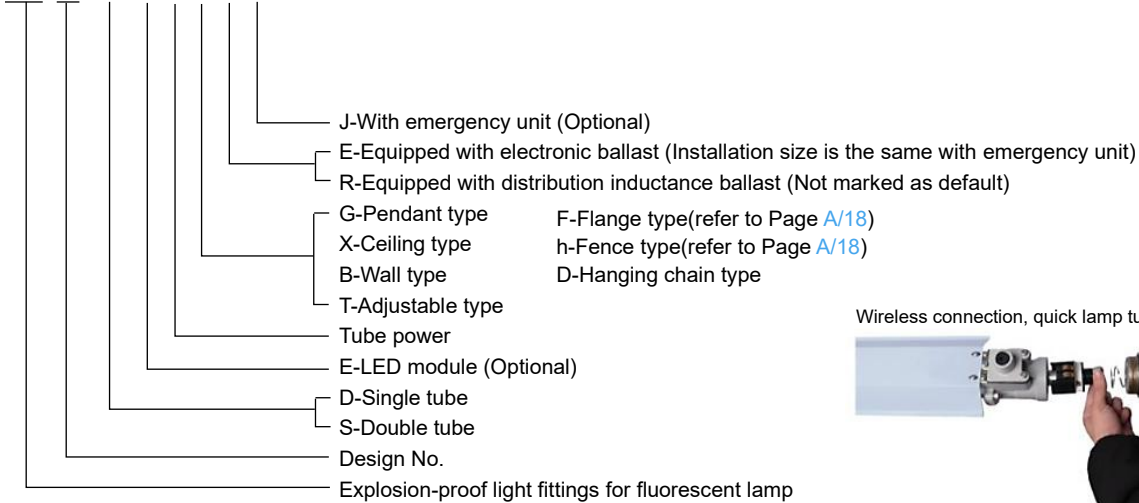 J-With emergency unit (Optional)
E-Equipped with electronic ballast (Installation size is the same with emergency unit)
R-Equipped with distribution inductance ballast (Not marked as default)
G-Pendant type F-Flange type(refer to Page A/18)
X-Ceiling type h-Fence type(refer to Page A/18)
B-Wall type D-Hanging chain type
T-Adjustable type
Wireless connection, quick lamp
Tube power
E-LED module (Optional)
D-Single tube
S-Double tube
Design No.
Explosion-proof light fittings for fluorescent lamp